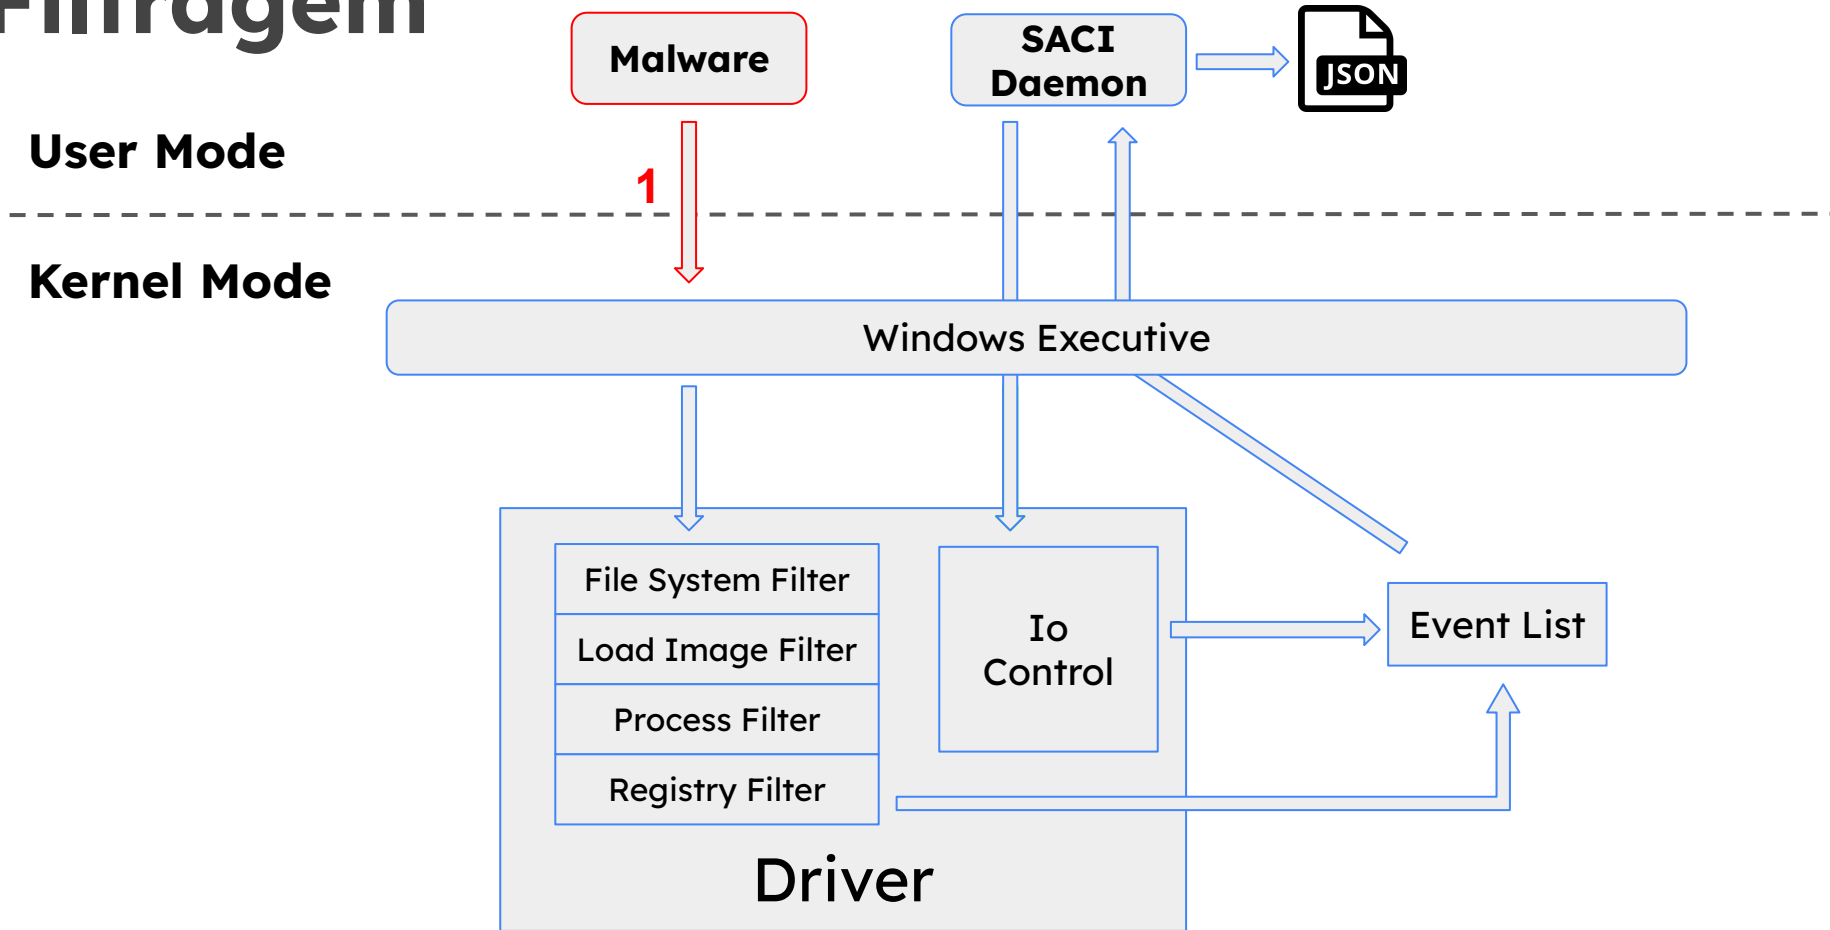 Filtragem
Malware
SACI
Daemon
JSON
User Mode
1
Kernel Mode
Windows Executive
File System Filter
Load Image Filter
Process Filter
Registry Filter
Io
Control
Event List
Driver